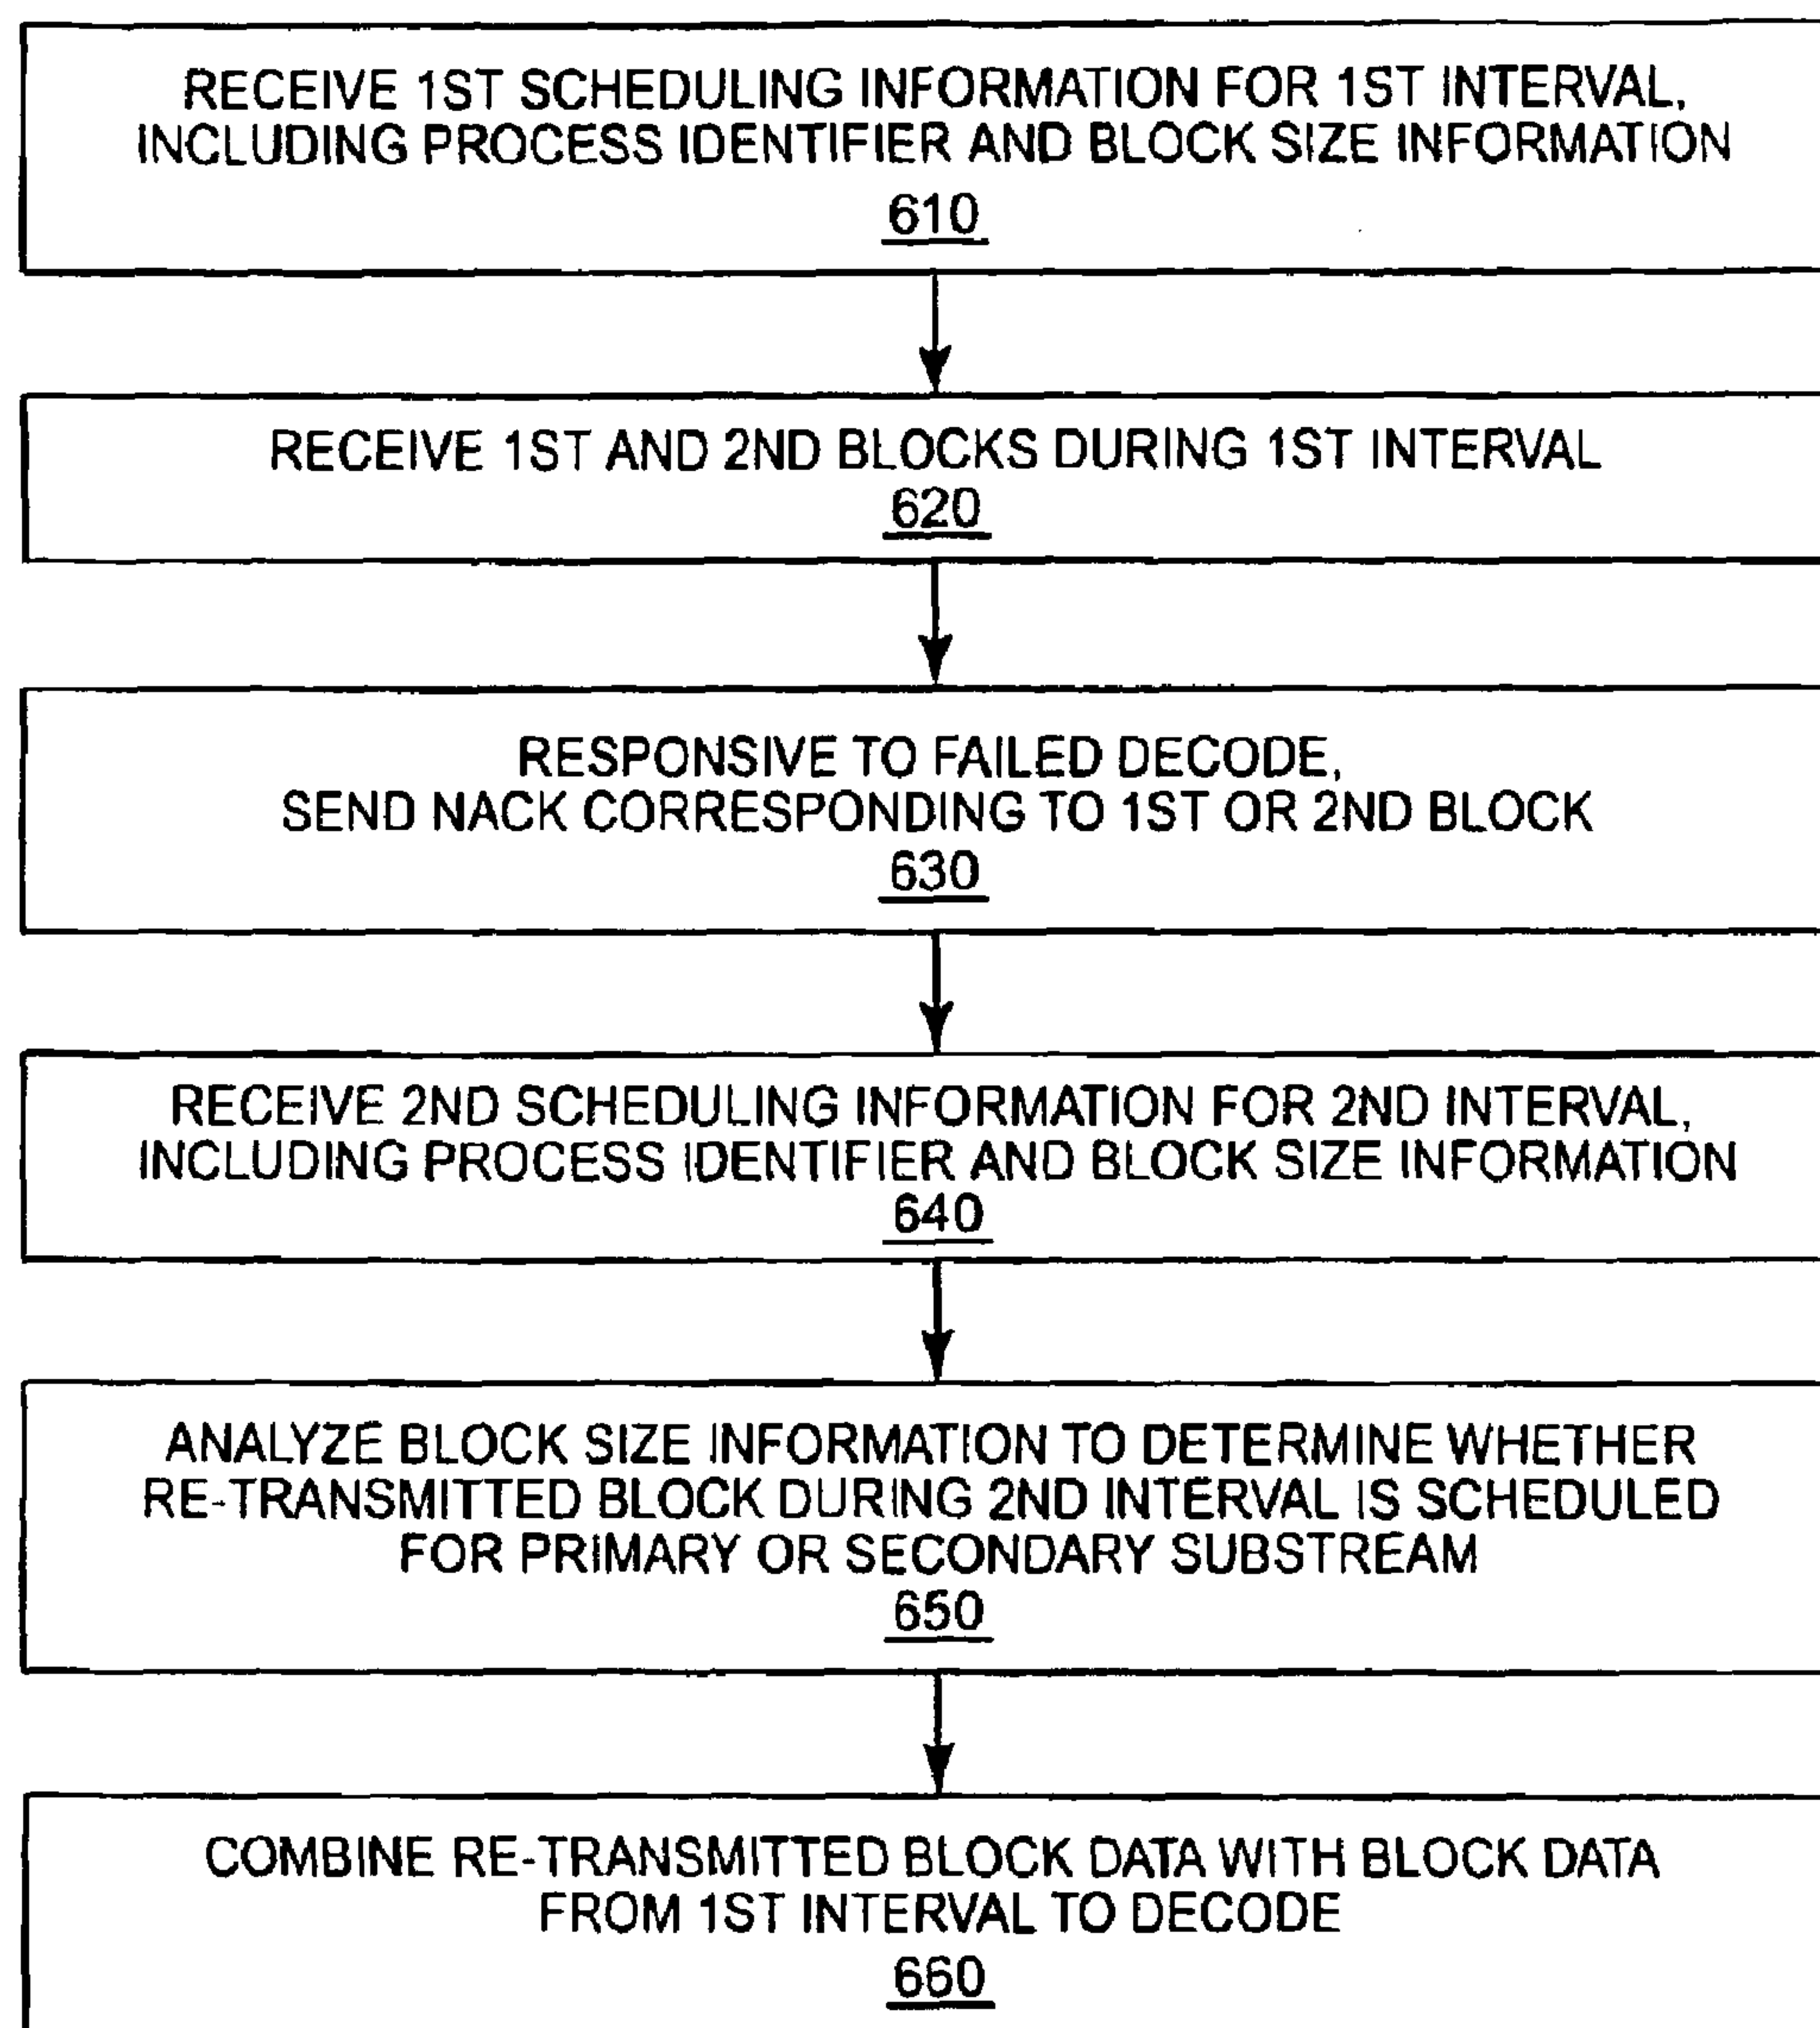 RECEIVE 1ST SCHEDULING INFORMATION FOR 1ST INTERVAL,
INCLUDING PROCESS IDENTIFIER AND BLOCK SIZE INFORMATION
610
RECEIVE 1ST AND 2ND BLOCKS DURING 1ST INTERVAL
620
RESPONSIVE TO FAILED DECODE,
SEND NACK CORRESPONDING TO 1ST OR 2ND BLOCK
630
RECEIVE 2ND SCHEDULING INFORMATION FOR 2ND INTERVAL,
INCLUDING PROCESS IDENTIFIER AND BLOCK SIZE INFORMATION
640
ANALYZE BLOCK SIZE INFORMATION TO DETERMINE WHETHER
RE-TRANSMITTED BLOCK DURING 2ND INTERVAL IS SCHEDULED
FOR PRIMARY OR SECONDARY SUBSTREAM
650
COMBINE RE-TRANSMITTED BLOCK DATA WITH BLOCK DATA
FROM 1ST INTERVAL TO DECODE
660